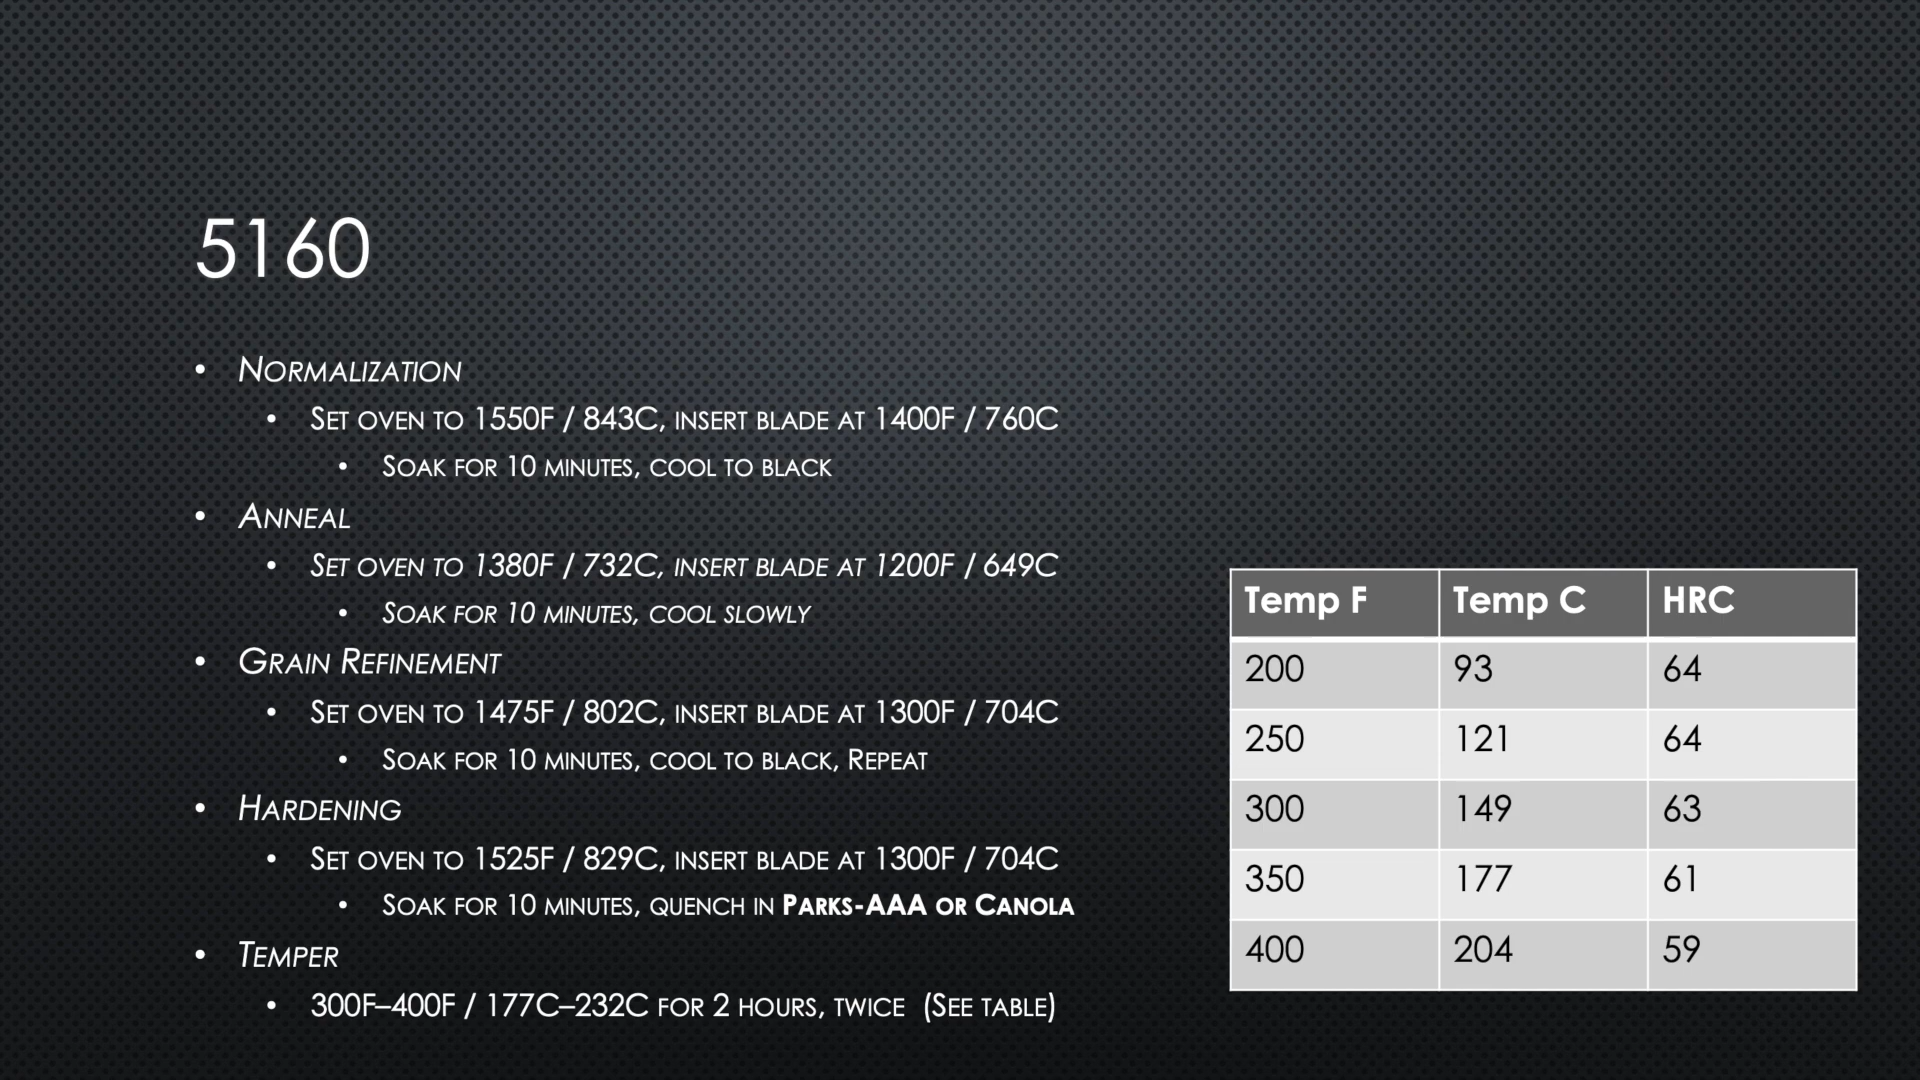 5160
• Normalization
• Set oven to 1550F / 843C, insert blade at 1400F / 760C
• Soak for 10 minutes, cool to black
• Anneal
• Set oven to 1380F / 732C, insert blade at 1200F / 649C
• Soak for 10 minutes, cool slowly
• Grain Refinement
• Set oven to 1475F / 802C, insert blade at 1300F / 704C
• Soak for 10 minutes, cool to black, Repeat
• Hardening
• Set oven to 1525F / 829C, insert blade at 1300F / 704C
• Soak for 10 minutes, quench in Parks-AAA or Canola
• Temper
• 300F–400F / 177C–232C for 2 hours, twice (See table)
Temp F Temp C HRC
200 93 64
250 121 64
300 149 63
350 177 61
400 204 59